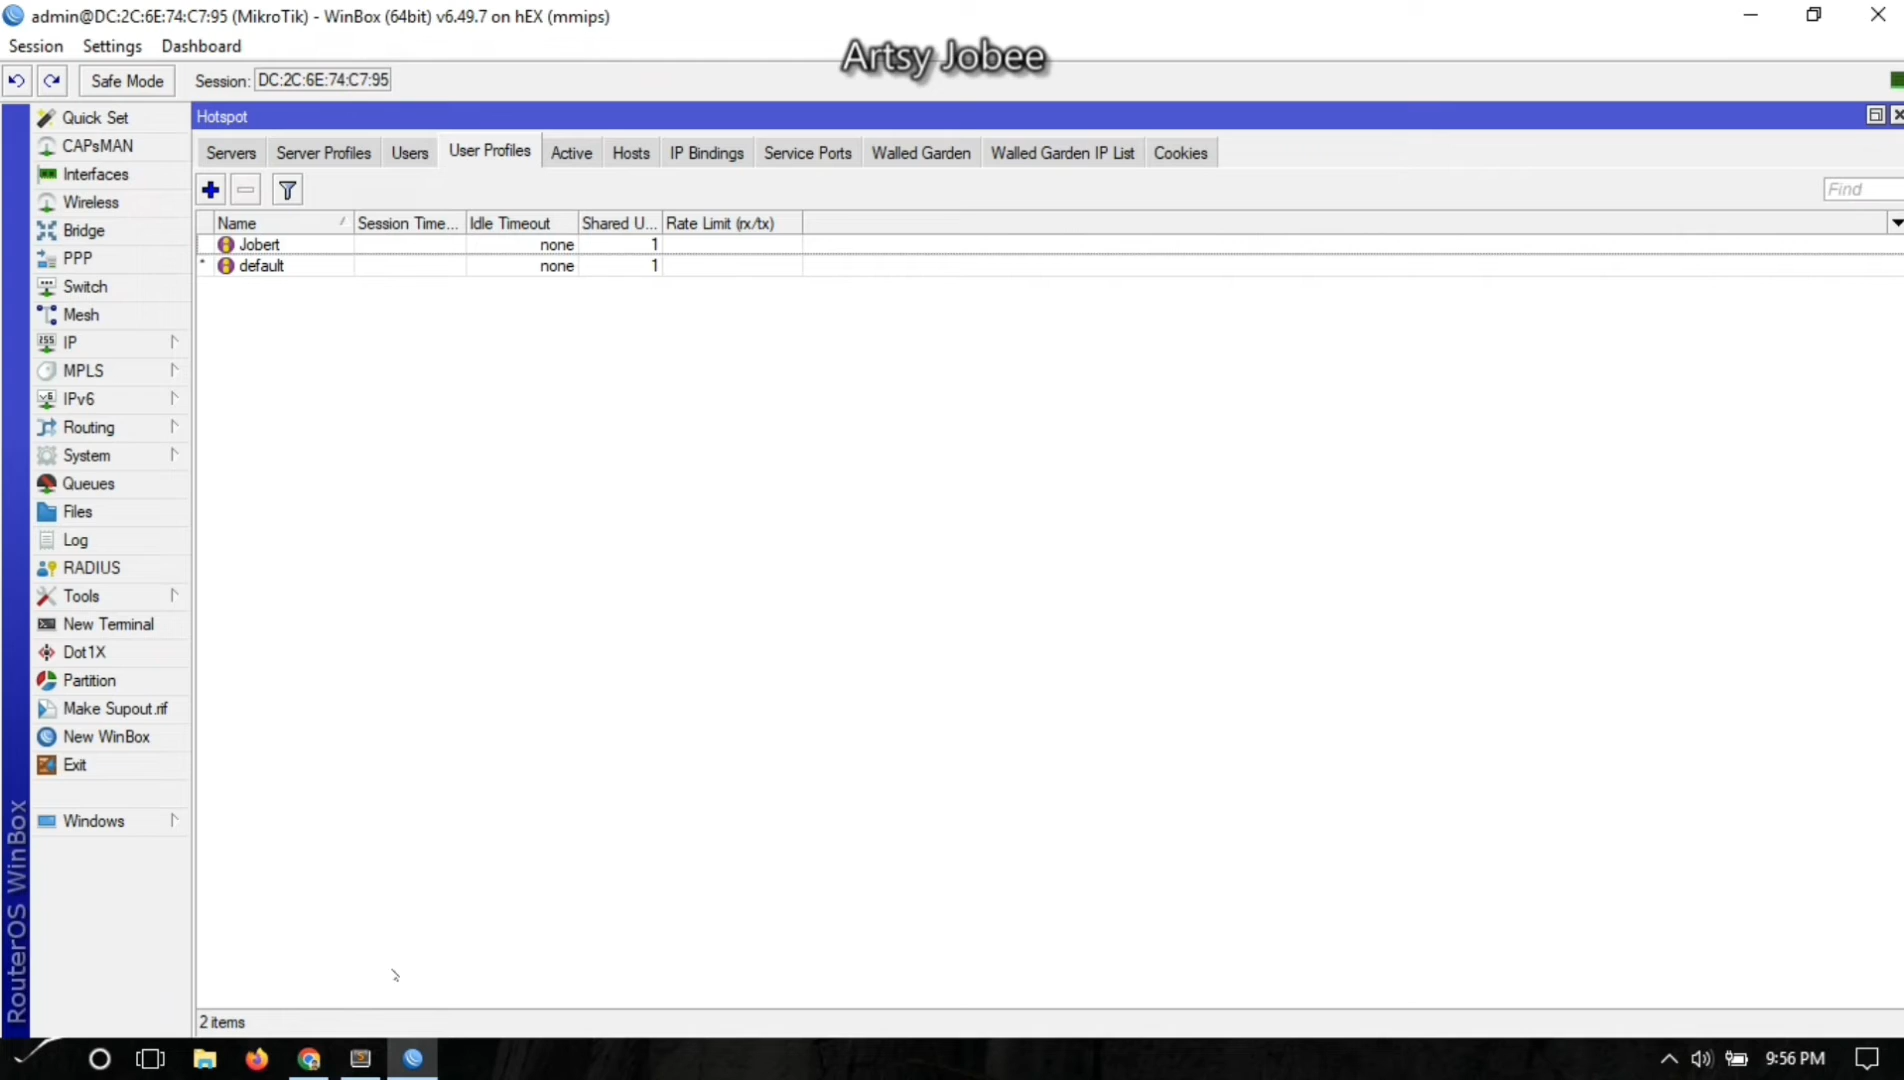 admin@DC:2C:6E:74:C7:95 (MikroTik) - WinBox (64bit) v6.49.7 on hEX (mmips)
Session Settings Dashboard
Artsy Jobee
Safe Mode Session: DC:2C:6E:74:C7:95
Hotspot
Servers Server Profiles Users User Profiles Active Hosts IP Bindings Service Ports Walled Garden Walled Garden IP List Cookies
Find
Name Session Time... Idle Timeout Shared U... Rate Limit (rx/tx)
Jobert none 1
* default none 1
Quick Set
CAPsMAN
Interfaces
Wireless
Bridge
PPP
Switch
Mesh
IP
MPLS
IPv6
Routing
System
Queues
Files
Log
RADIUS
Tools
New Terminal
Dot1X
Partition
Make Supout.rif
New WinBox
Exit
Windows
RouterOS WinBox
2 items
9:56 PM